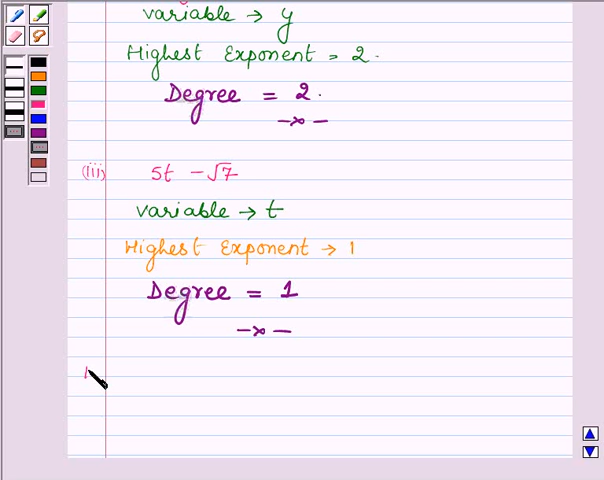 variable → y
Highest Exponent = 2.
Degree = 2.
–×–
(iii) 5t - √7
variable → t
Highest Exponent → 1
Degree = 1
–×–